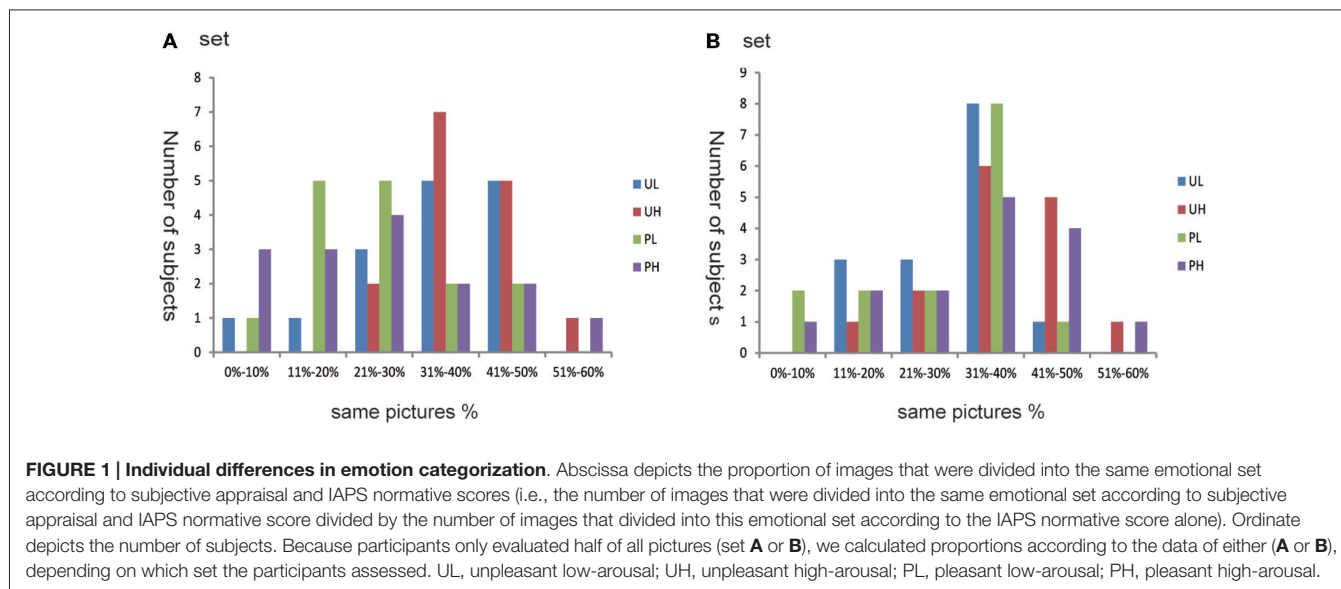 A set
8
7
6
5
4
3
2
1
0
Number of subjects
0%-10% 11%-20% 21%-30% 31%-40% 41%-50% 51%-60%
same pictures %
UL
UH
PL
PH
B set
9
8
7
6
5
4
3
2
1
0
Number of subject s
0%-10% 11%-20% 21%-30% 31%-40% 41%-50% 51%-60%
same pictures %
UL
UH
PL
PH
FIGURE 1 | Individual differences in emotion categorization. Abscissa depicts the proportion of images that were divided into the same emotional set
according to subjective appraisal and IAPS normative scores (i.e., the number of images that were divided into the same emotional set according to subjective
appraisal and IAPS normative score divided by the number of images that divided into this emotional set according to the IAPS normative score alone). Ordinate
depicts the number of subjects. Because participants only evaluated half of all pictures (set A or B), we calculated proportions according to the data of either (A or B),
depending on which set the participants assessed. UL, unpleasant low-arousal; UH, unpleasant high-arousal; PL, pleasant low-arousal; PH, pleasant high-arousal.